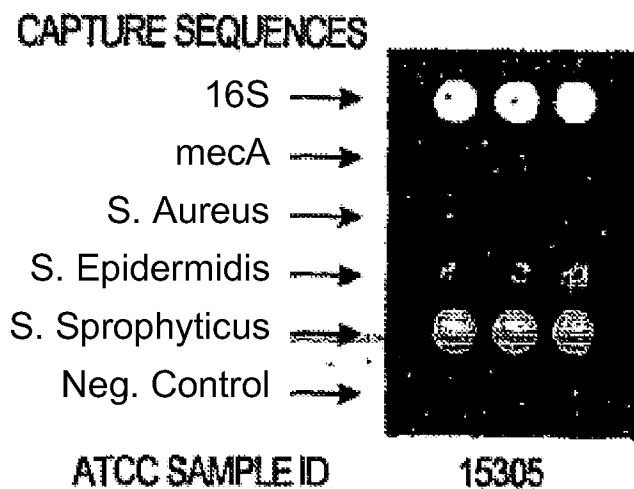 CAPTURE SEQUENCES
16S
mecA
S. Aureus
S. Epidermidis
S. Sprophyticus
Neg. Control
ATCC SAMPLE ID 15305